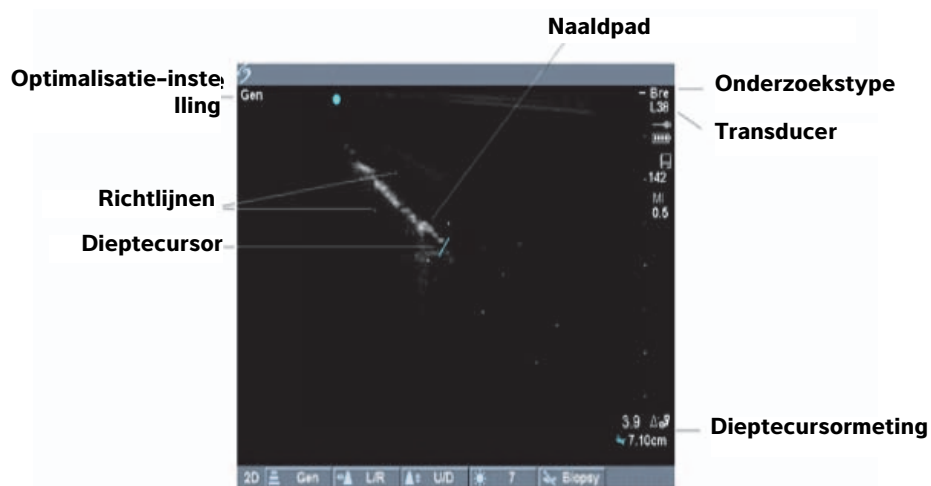 Naaldpad
Optimalisatie-inste
lling
Gen
Bre
Onderzoekstype
L38
Transducer
142
MI
0.5
Richtlijnen
Dieptecursor
3.9
7.10cm
Dieptecursormeting
2D Gen L/R U/D 7 Biopsy